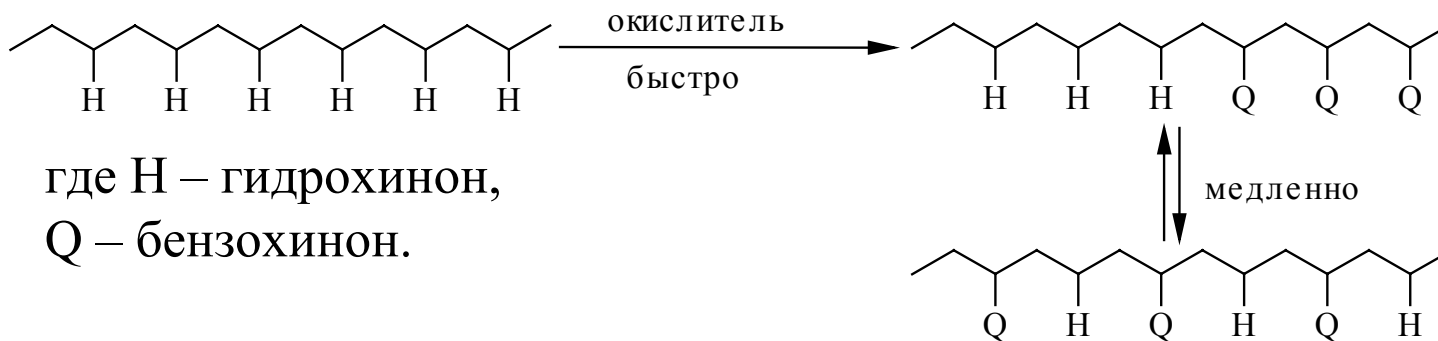 окислитель
быстро
H H H H H H
H H H Q Q Q
где H – гидрохинон,
Q – бензохинон.
медленно
Q H Q H Q H